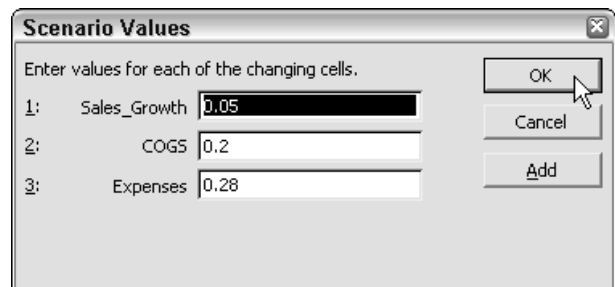 Scenario Values
Enter values for each of the changing cells.
OK
1: Sales_Growth 0.05
Cancel
2: COGS 0.2
Add
3: Expenses 0.28